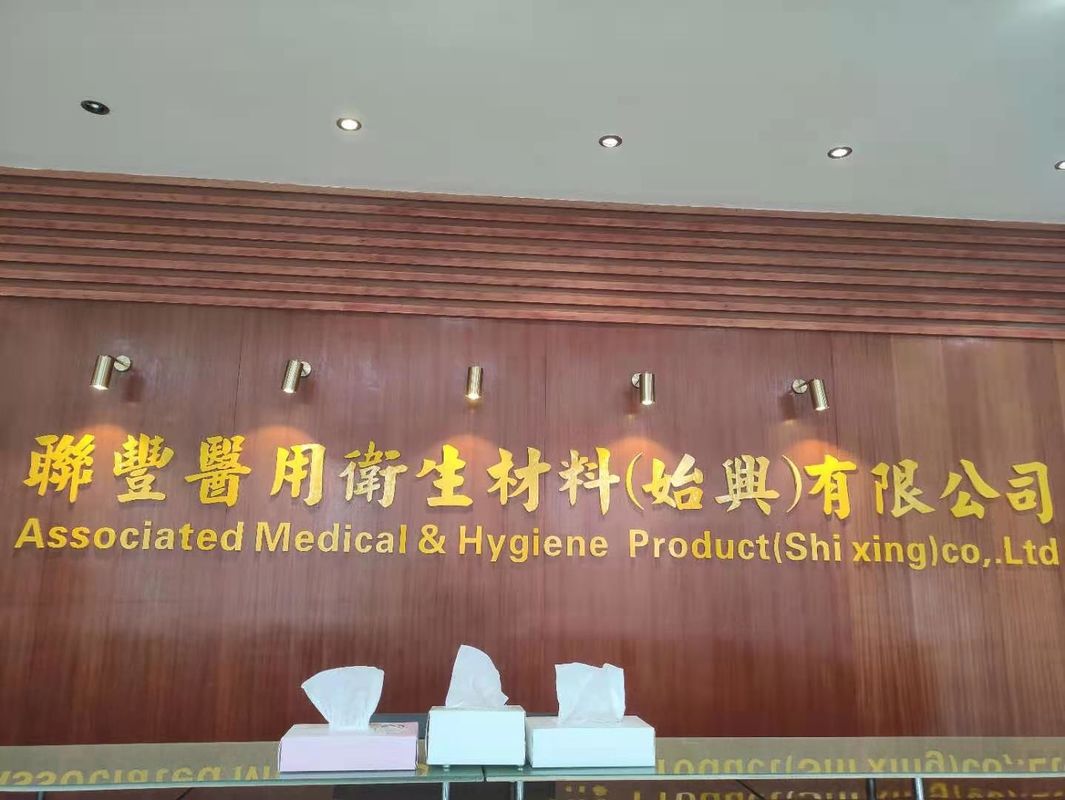 聯豐醫用衛生材料(始興)有限公司
Associated Medical & Hygiene Product(Shi xing)co,.Ltd